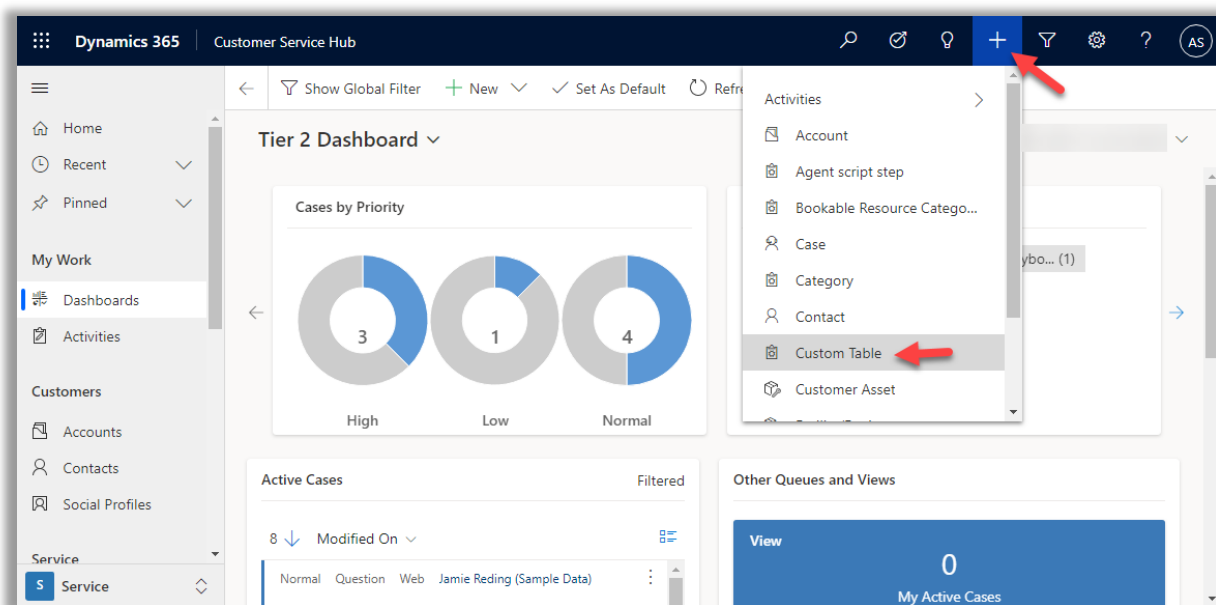 Dynamics 365 Customer Service Hub AS
Show Global Filter New Set As Default
Home
Recent
Pinned
My Work
Dashboards
Activities
Customers
Accounts
Contacts
Social Profiles
Service
S Service
Tier 2 Dashboard
Cases by Priority
3 1 4
High Low Normal
Activities
Account
Agent script step
Bookable Resource Catego...
Case
Category
Contact
Custom Table
Customer Asset
ybo... (1)
Active Cases Filtered
8 Modified On
Normal Question Web Jamie Reding (Sample Data)
Other Queues and Views
View
0
My Active Cases